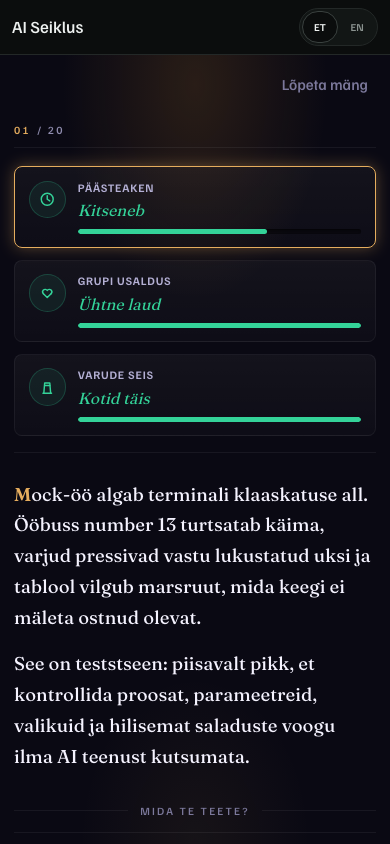 AI Seiklus
ET EN
Lõpeta mäng
01 / 20
PÄÄSTEAKEN
Kitseneb
GRUPI USALDUS
Ühtne laud
VARUDE SEIS
Kotid täis
Mock-öö algab terminali klaaskatuse all.
Ööbuss number 13 turtsatab käima,
varjud pressivad vastu lukustatud uksi ja
tablool vilgub marsruut, mida keegi ei
mäleta ostnud olevat.
See on teststseen: piisavalt pikk, et
kontrollida proosat, parameetreid,
valikuid ja hilisemat saladuste voogu
ilma AI teenust kutsumata.
MIDA TE TEETE?